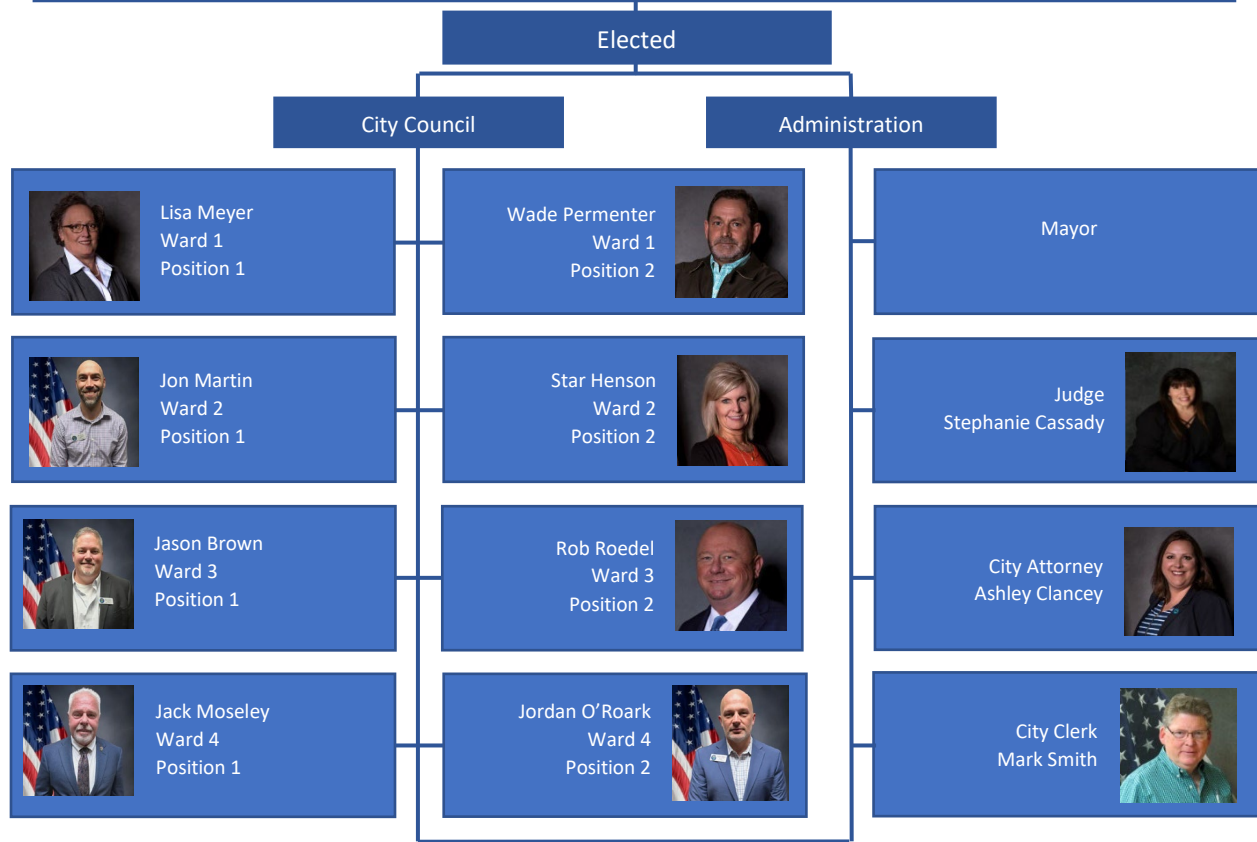 Elected
City Council
Administration
Lisa Meyer
Ward 1
Position 1
Wade Permenter
Ward 1
Position 2
Mayor
Jon Martin
Ward 2
Position 1
Star Henson
Ward 2
Position 2
Judge
Stephanie Cassady
Jason Brown
Ward 3
Position 1
Rob Roedel
Ward 3
Position 2
City Attorney
Ashley Clancey
Jack Moseley
Ward 4
Position 1
Jordan O’Roark
Ward 4
Position 2
City Clerk
Mark Smith